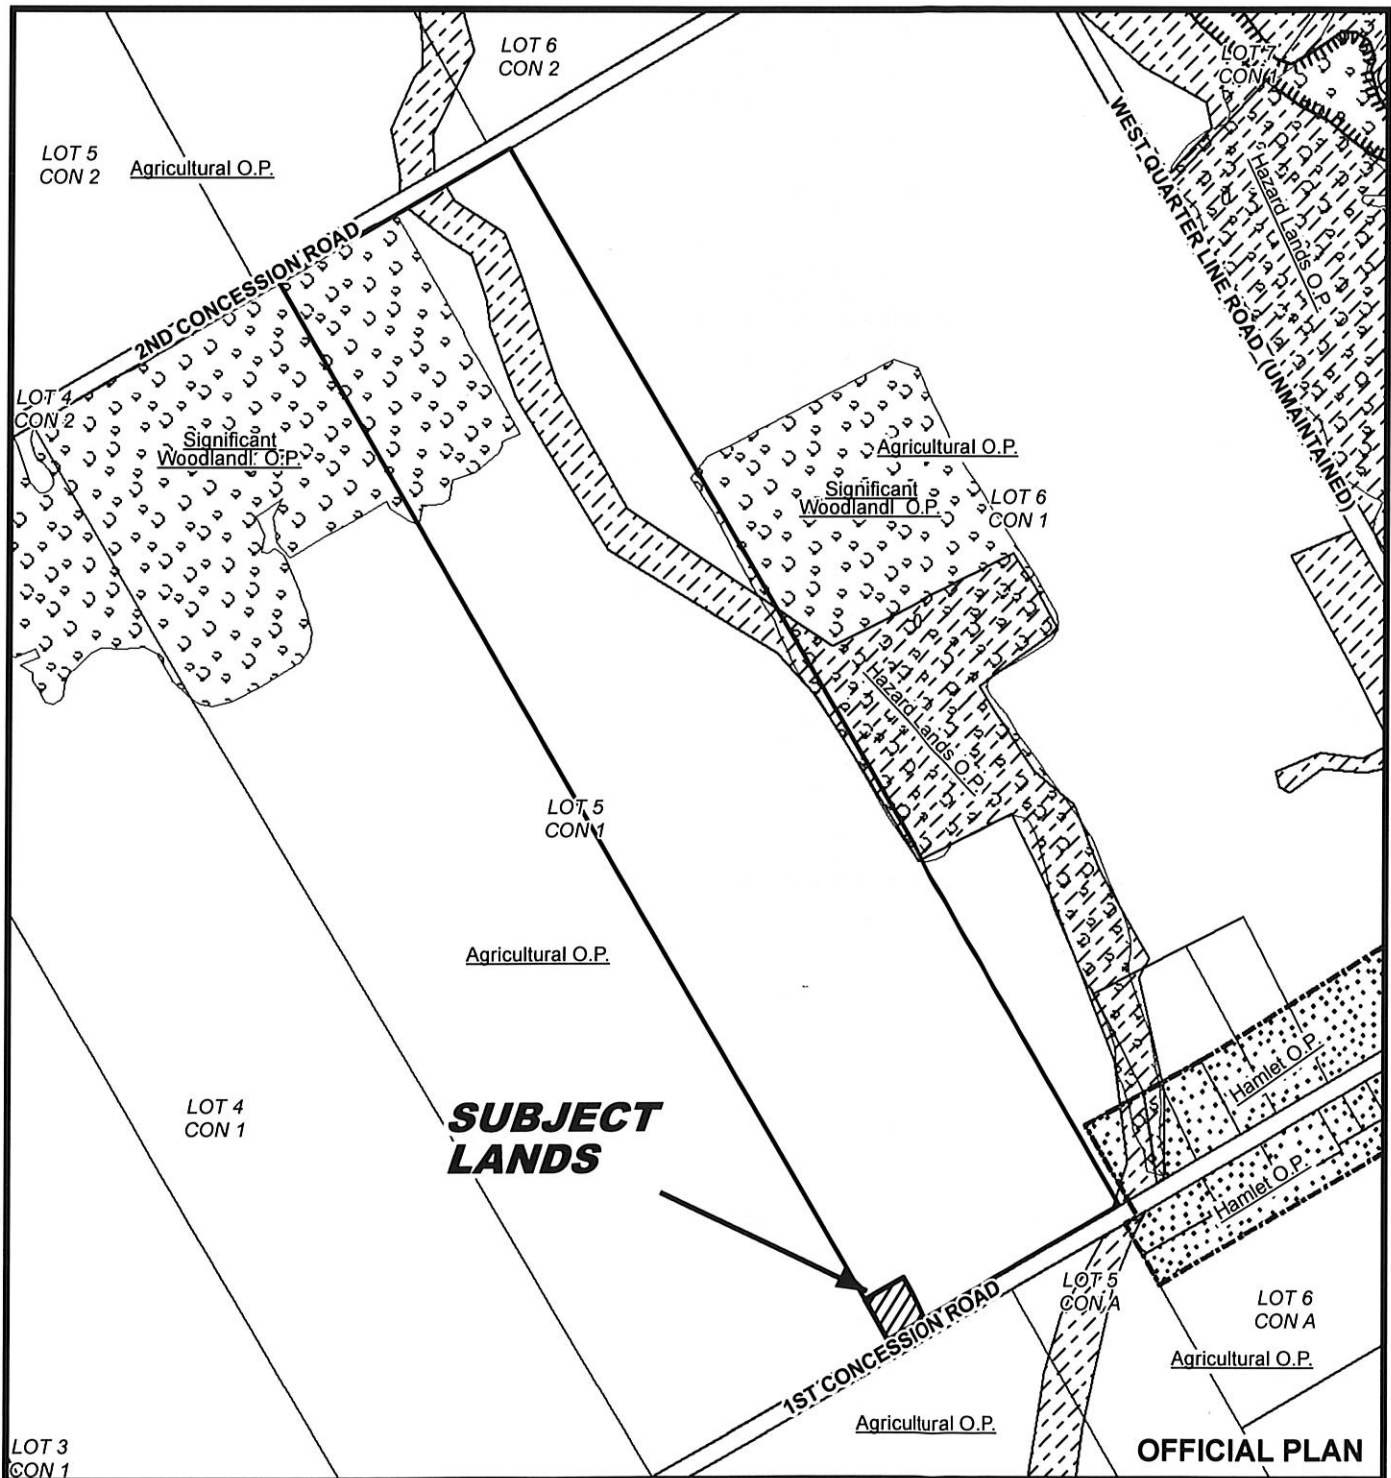 LOT 6
CON 2
LOT 7
CON 1
LOT 5
CON 2
Agricultural O.P.
WEST QUARTER LINE ROAD (UNMAINTAINED)
Hazard Lands O.P.
2ND CONCESSION ROAD
LOT 4
CON 2
Significant
Woodlandl O.P.
Agricultural O.P.
Significant
Woodlandl O.P.
LOT 6
CON 1
Hazard Lands O.P.
LOT 5
CON 1
Agricultural O.P.
Hamlet O.P.
LOT 4
CON 1
SUBJECT
LANDS
Hamlet O.P.
LOT 5
CON A
LOT 6
CON A
1ST CONCESSION ROAD
Agricultural O.P.
Agricultural O.P.
LOT 3
CON 1
OFFICIAL PLAN